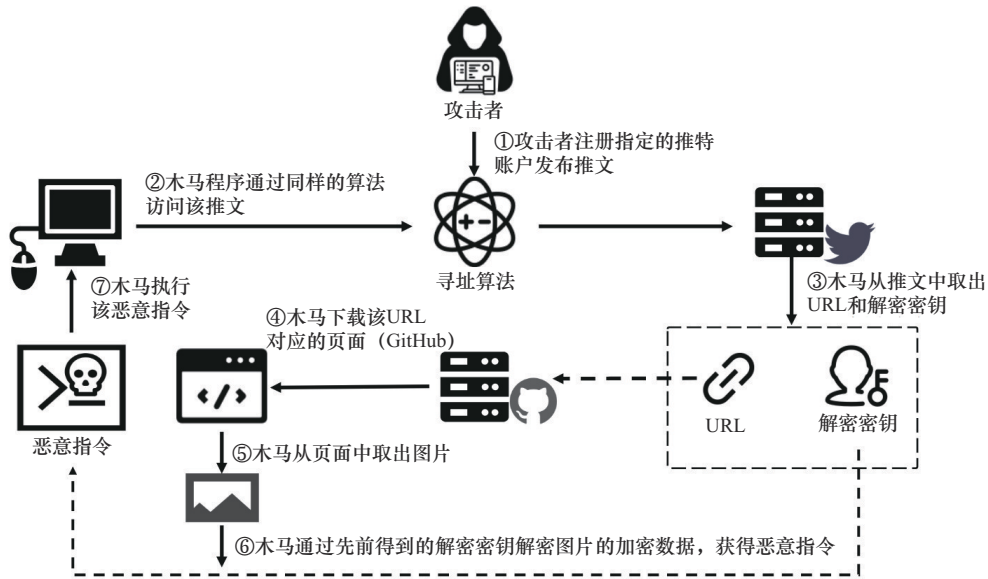 攻击者
①攻击者注册指定的推特
账户发布推文
②木马程序通过同样的算法
访问该推文
寻址算法
③木马从推文中取出
URL和解密密钥
⑦木马执行
该恶意指令
④木马下载该URL
对应的页面（GitHub）
URL
解密密钥
恶意指令
⑤木马从页面中取出图片
⑥木马通过先前得到的解密密钥解密图片的加密数据，获得恶意指令